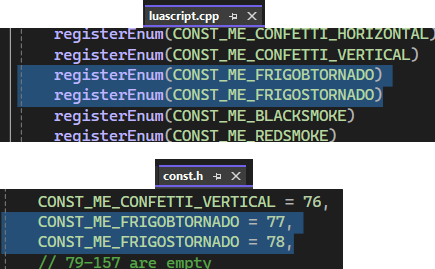 luascript.cpp
registerEnum(CONST_ME_CONFETTI_HORIZONTAL)
registerEnum(CONST_ME_CONFETTI_VERTICAL)
registerEnum(CONST_ME_FRIGOBTORNADO)
registerEnum(CONST_ME_FRIGOSTORNADO)
registerEnum(CONST_ME_BLACKSMOKE)
registerEnum(CONST_ME_REDSMOKE)
const.h
CONST_ME_CONFETTI_VERTICAL = 76,
CONST_ME_FRIGOBTORNADO = 77,
CONST_ME_FRIGOSTORNADO = 78,
// 79-157 are empty